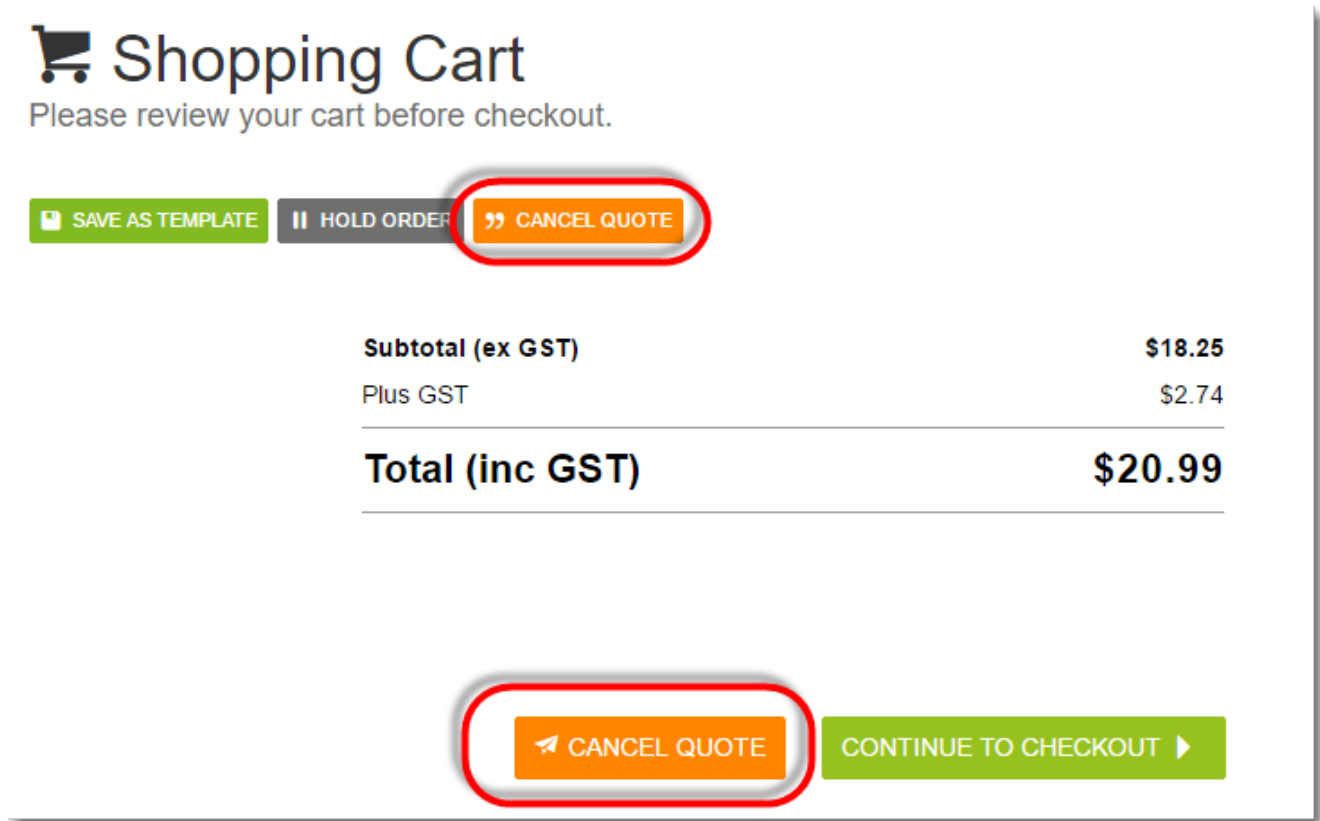 Shopping Cart
Please review your cart before checkout.
SAVE AS TEMPLATE HOLD ORDER CANCEL QUOTE
Subtotal (ex GST) $18.25
Plus GST $2.74
Total (inc GST) $20.99
CANCEL QUOTE CONTINUE TO CHECKOUT